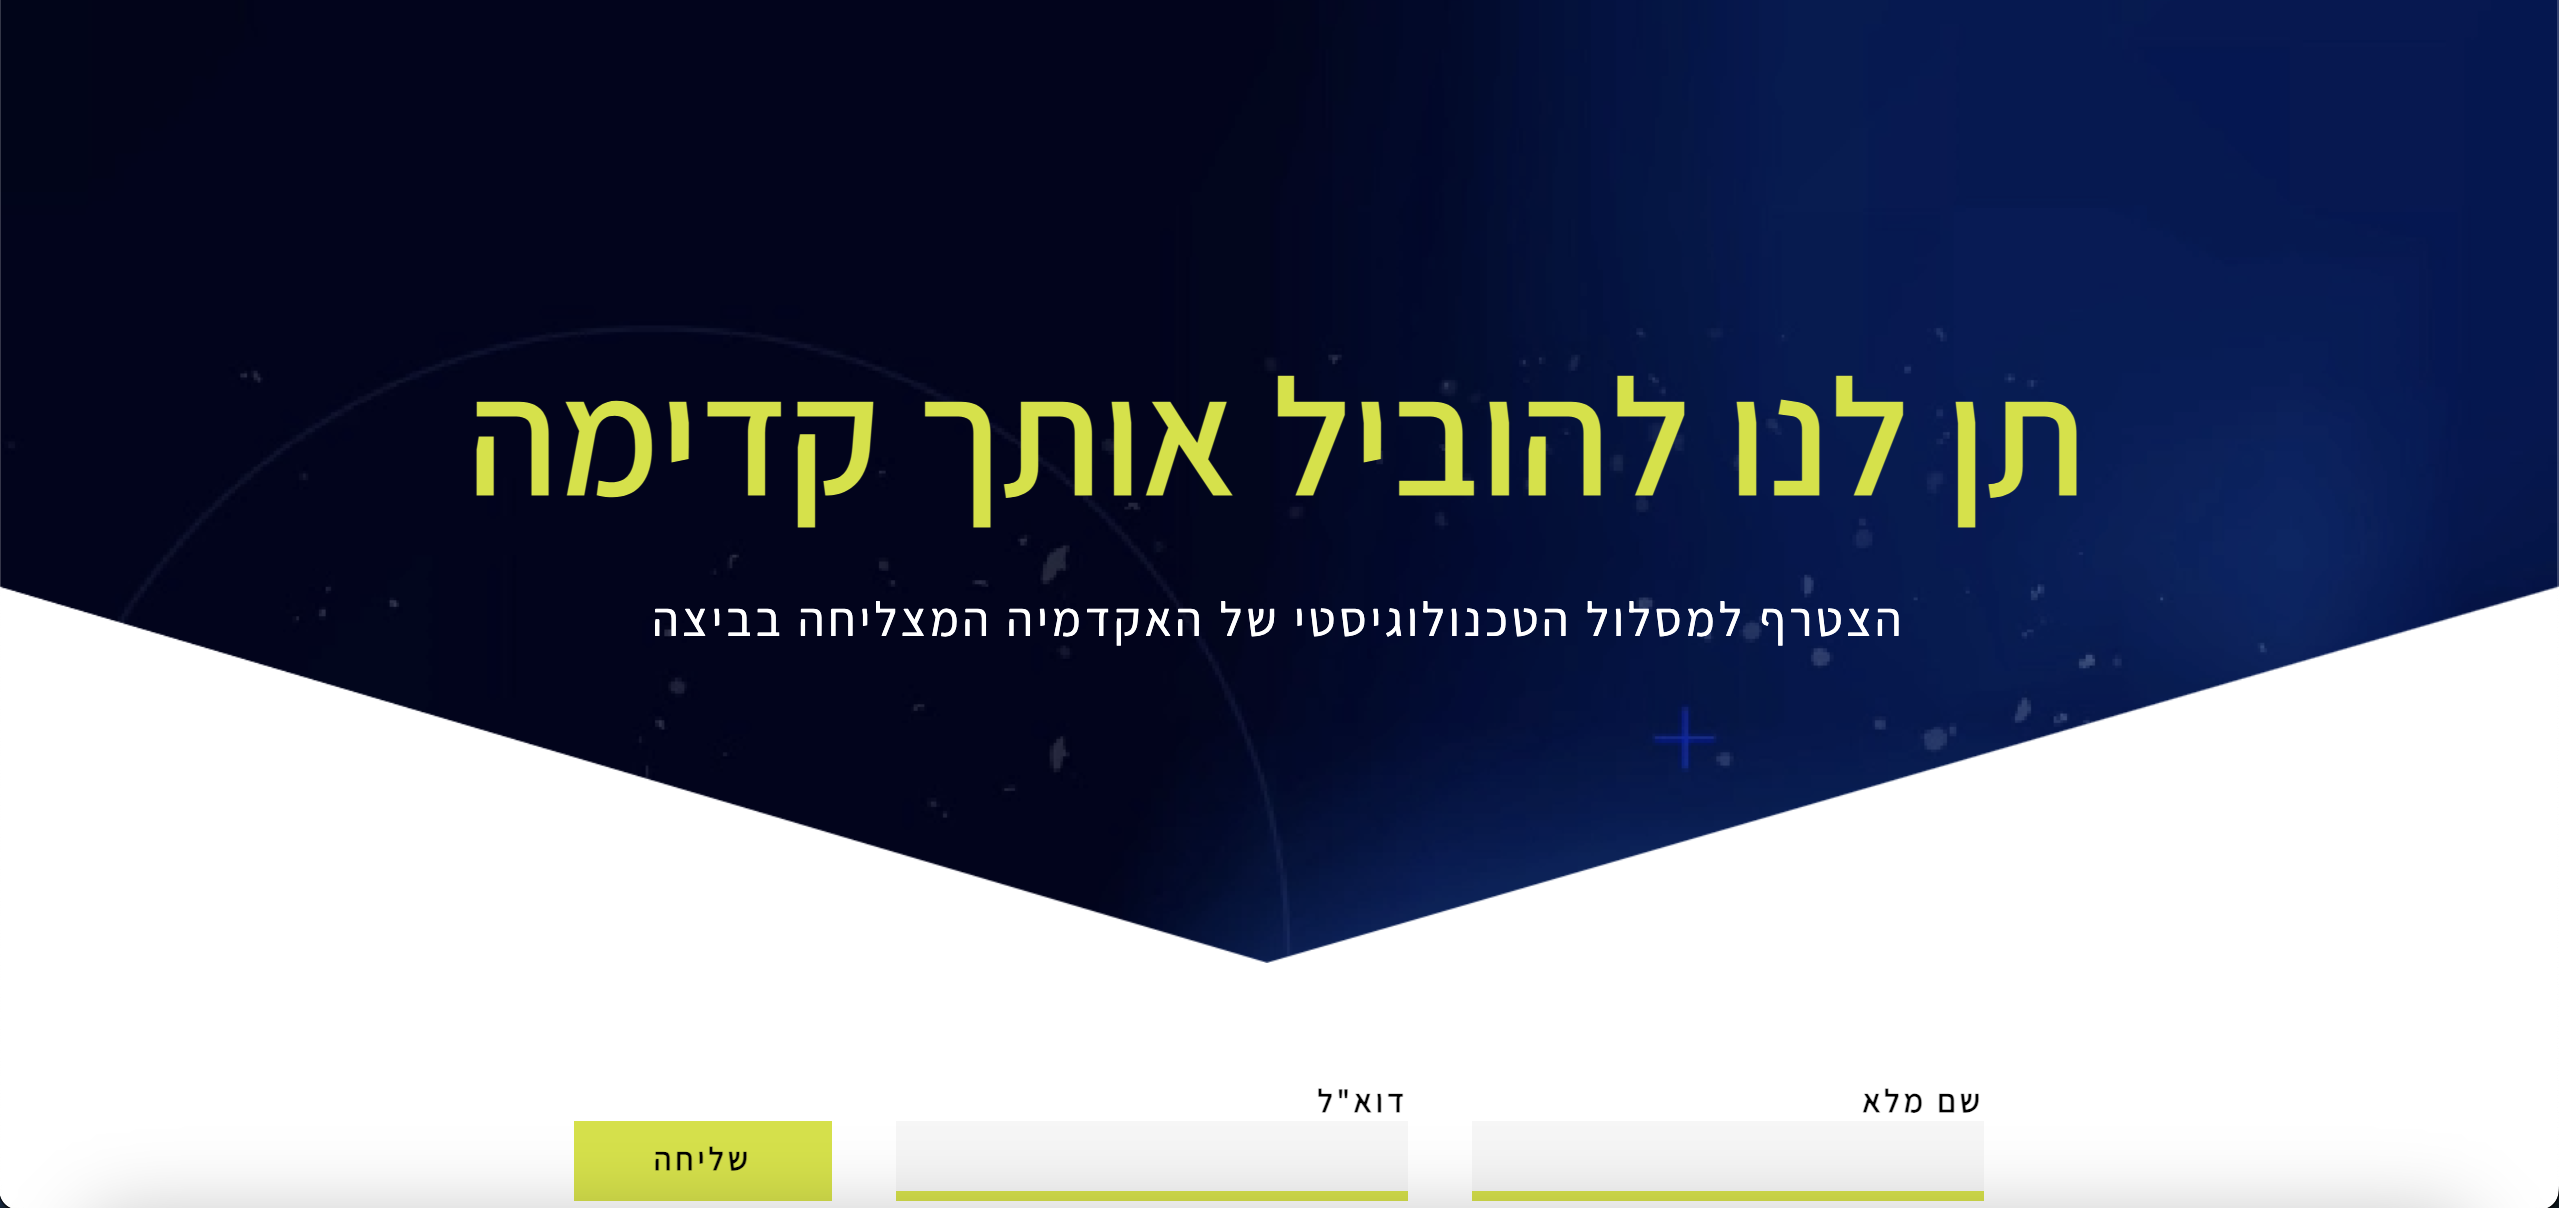 תן לנו להוביל אותך קדימה
הצטרף למסלול הטכנולוגיסטי של האקדמיה המצליחה בביצה
שם מלא
דוא"ל
שליחה